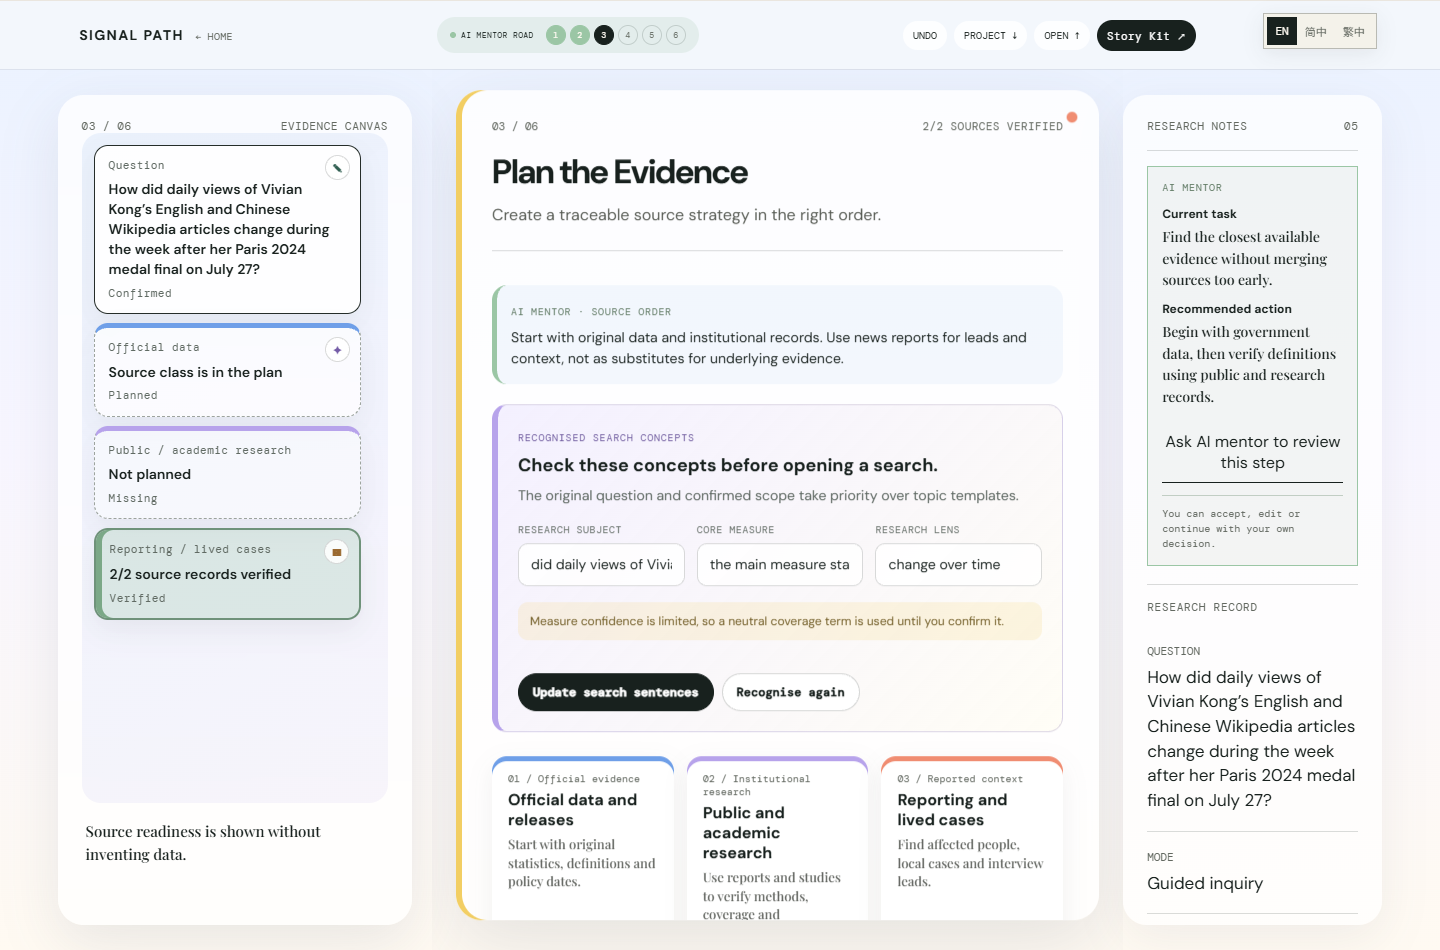 SIGNAL PATH ← HOME
AI MENTOR ROAD 1 2 3 4 5 6
UNDO PROJECT ↓ OPEN ↑ Story Kit ↗
EN 简中 繁中
03 / 06 EVIDENCE CANVAS
Question
How did daily views of Vivian
Kong’s English and Chinese
Wikipedia articles change during
the week after her Paris 2024
medal final on July 27?
Confirmed
Official data
Source class is in the plan
Planned
Public / academic research
Not planned
Missing
Reporting / lived cases
2/2 source records verified
Verified
Source readiness is shown without
inventing data.
03 / 06 2/2 SOURCES VERIFIED
Plan the Evidence
Create a traceable source strategy in the right order.
AI MENTOR · SOURCE ORDER
Start with original data and institutional records. Use news reports for leads and
context, not as substitutes for underlying evidence.
RECOGNISED SEARCH CONCEPTS
Check these concepts before opening a search.
The original question and confirmed scope take priority over topic templates.
RESEARCH SUBJECT CORE MEASURE RESEARCH LENS
did daily views of Vivi the main measure sta change over time
Measure confidence is limited, so a neutral coverage term is used until you confirm it.
Update search sentences Recognise again
01 / Official evidence
Official data and
releases
Start with original
statistics, definitions and
policy dates.
02 / Institutional
research
Public and
academic
research
Use reports and studies
to verify methods,
coverage and
03 / Reported context
Reporting and
lived cases
Find affected people,
local cases and interview
leads.
RESEARCH NOTES 05
AI MENTOR
Current task
Find the closest available
evidence without merging
sources too early.
Recommended action
Begin with government
data, then verify definitions
using public and research
records.
Ask AI mentor to review
this step
You can accept, edit or
continue with your own
decision.
RESEARCH RECORD
QUESTION
How did daily views of
Vivian Kong’s English and
Chinese Wikipedia articles
change during the week
after her Paris 2024 medal
final on July 27?
MODE
Guided inquiry